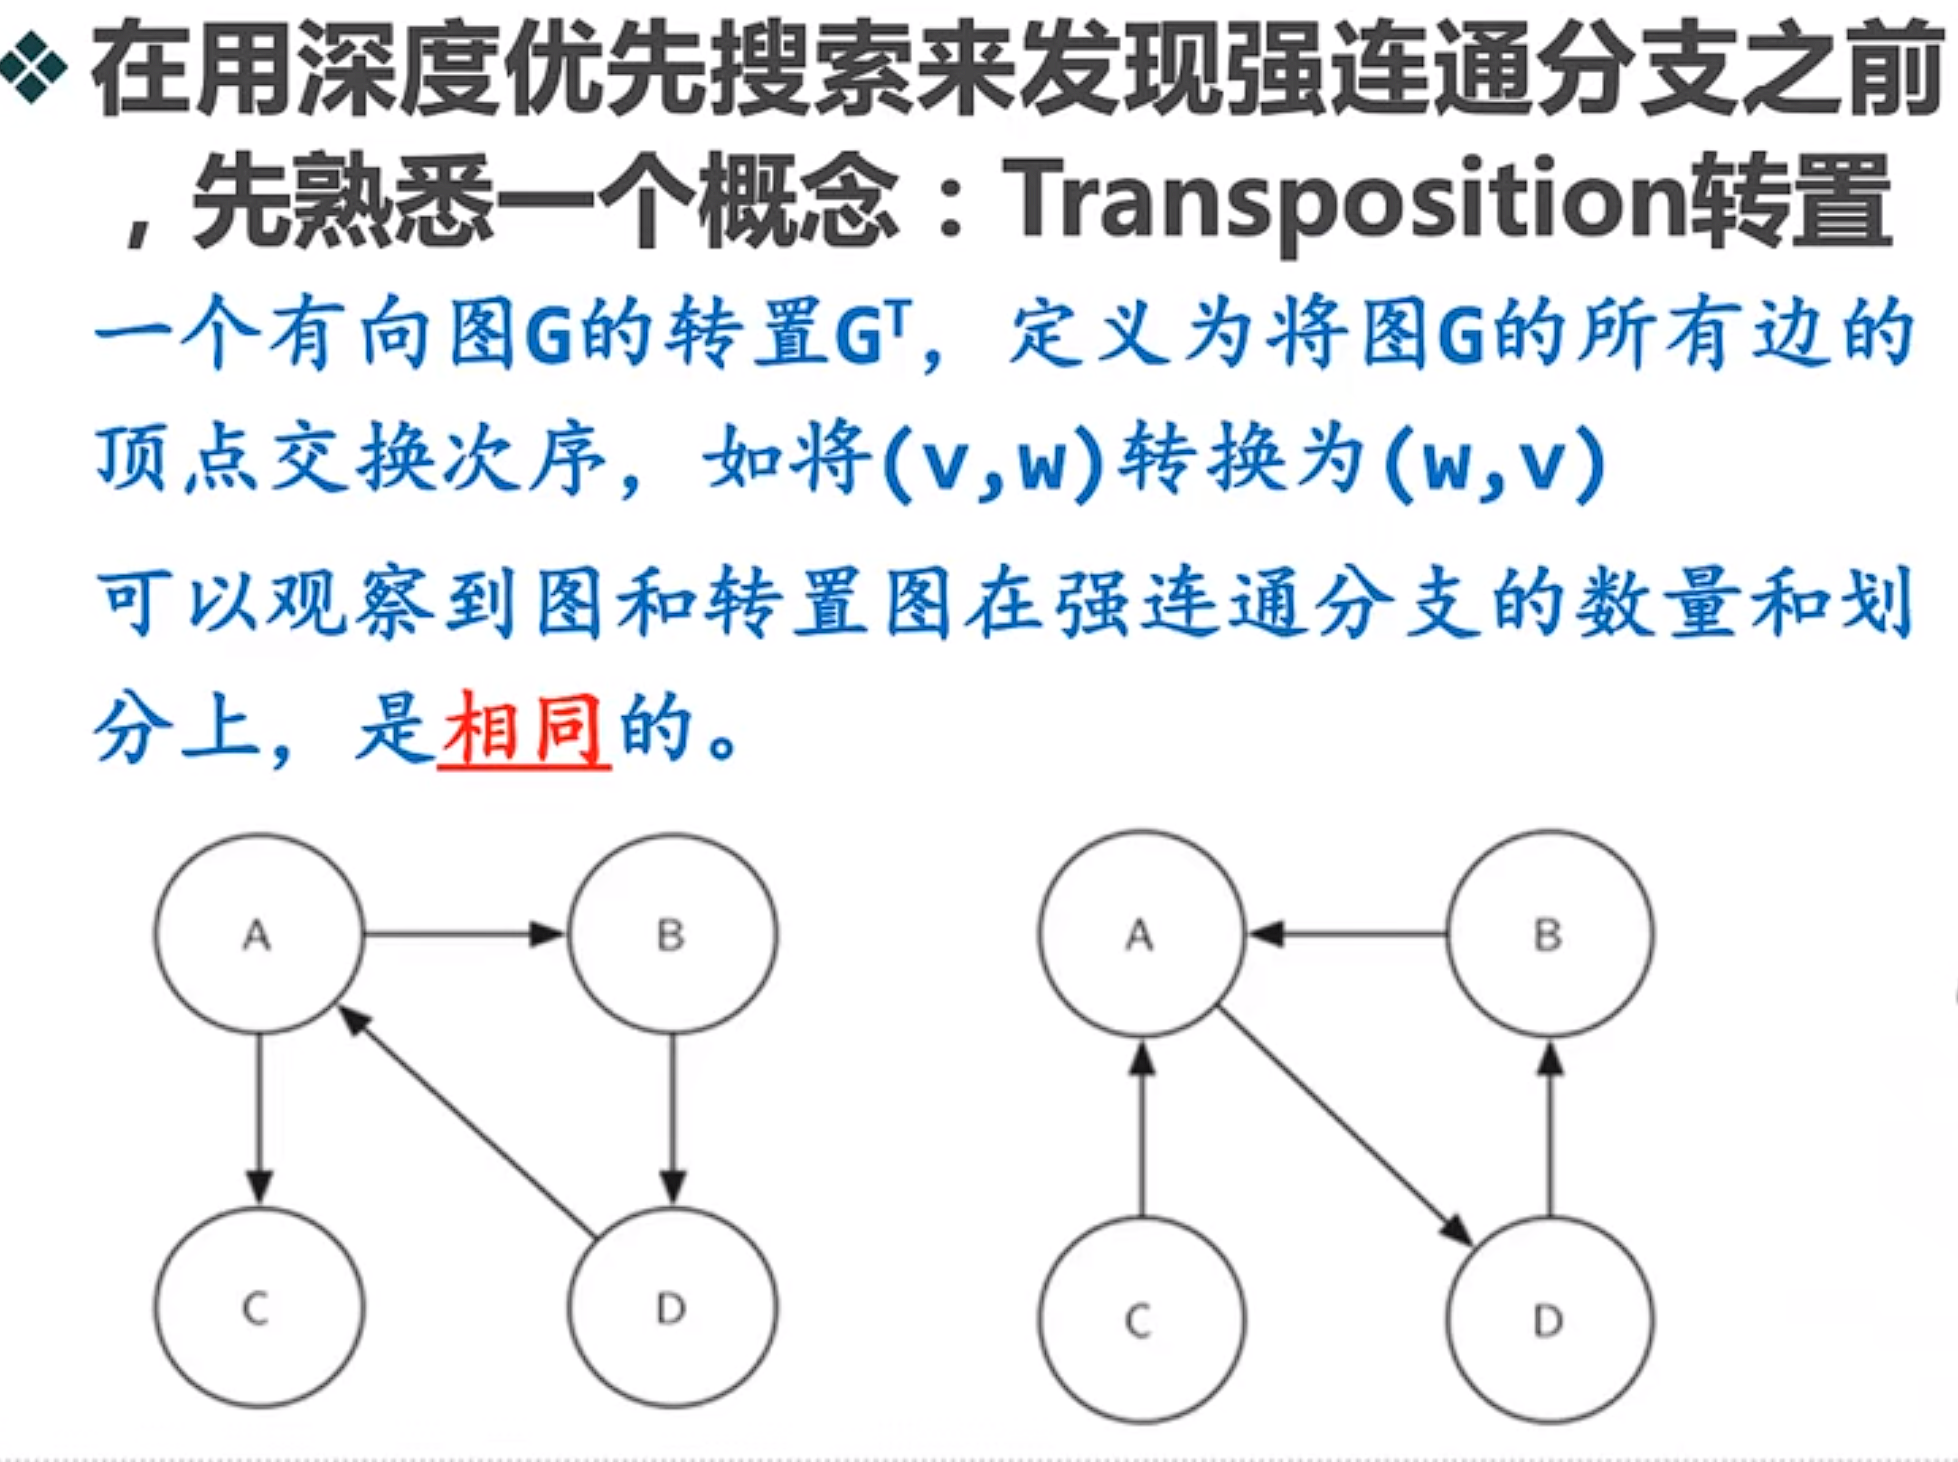 在用深度优先搜索来发现强连通分支之前
，先熟悉一个概念：Transposition转置
一个有向图G的转置Gᵀ，定义为将图G的所有边的
顶点交换次序，如将(v,w)转换为(w,v)
可以观察到图和转置图在强连通分支的数量和划
分上，是相同的。
A B A B
C D C D